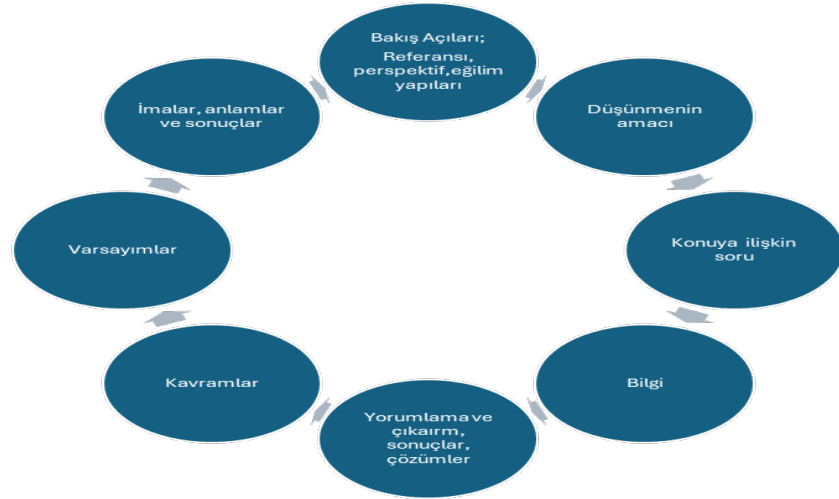 Bakış Açıları;
Referansı,
perspektif,eğilim
yapıları
Düşünmenin
amacı
Konuya ilişkin
soru
Bilgi
Yorumlama ve
çıkaırm,
sonuçlar,
çözümler
Kavramlar
Varsayımlar
İmalar, anlamlar
ve sonuçlar